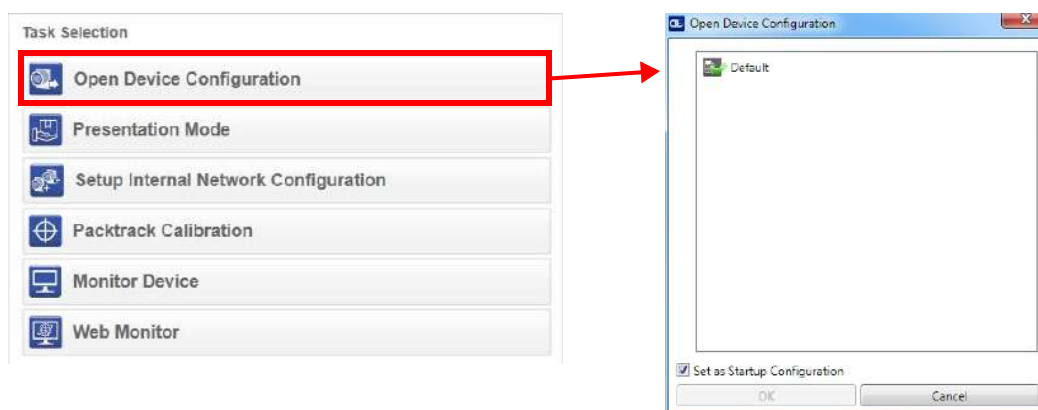 Task Selection
Open Device Configuration
Presentation Mode
Setup Internal Network Configuration
Packtrack Calibration
Monitor Device
Web Monitor
DL Open Device Configuration
X
Default
Set as Startup Configuration
OK
Cancel